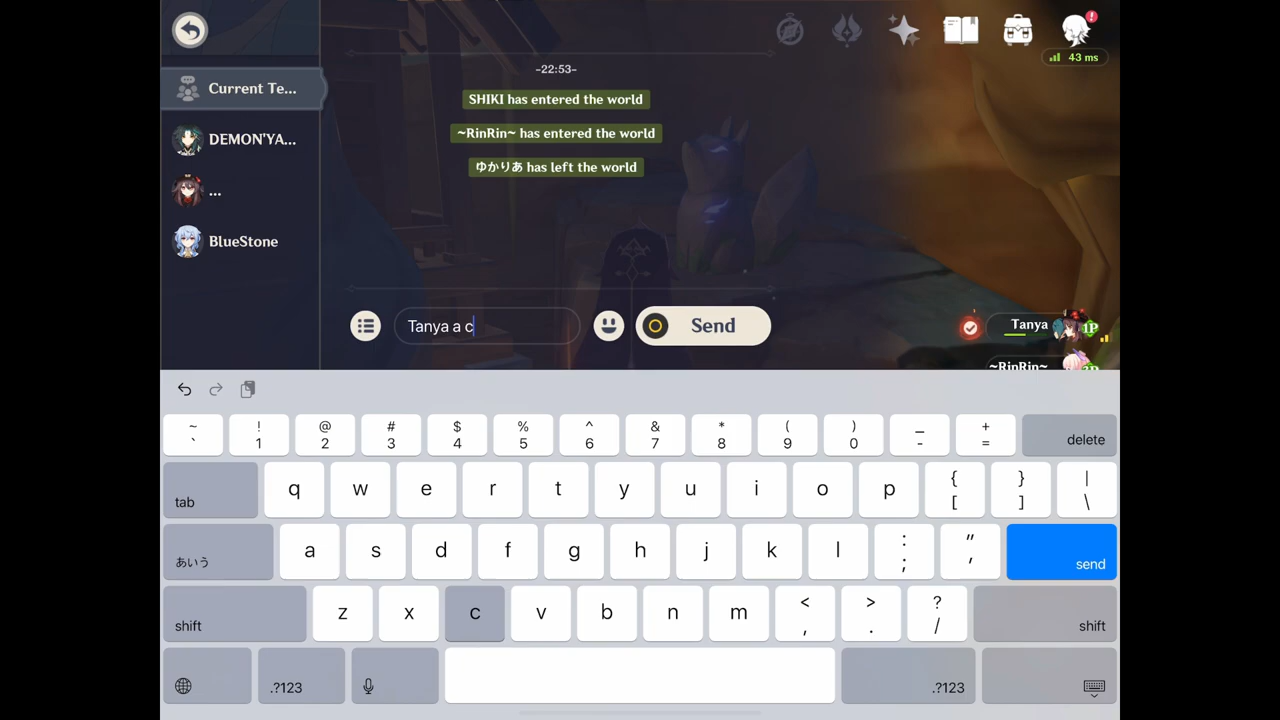 43 ms
Current Te...
DEMON'YA...
...
BlueStone
-22:53-
SHIKI has entered the world
~RinRin~ has entered the world
ゆかりあ has left the world
Tanya a c
Send
Tanya
1P
~RinRin~
~ ! @ # $ % ^ & * ( ) _ +
` 1 2 3 4 5 6 7 8 9 0 - = delete
tab q w e r t y u i o p { [ } ] | \
あいう a s d f g h j k l : ; " ' send
shift z x c v b n m < , > . ? / shift
.?123 .?123